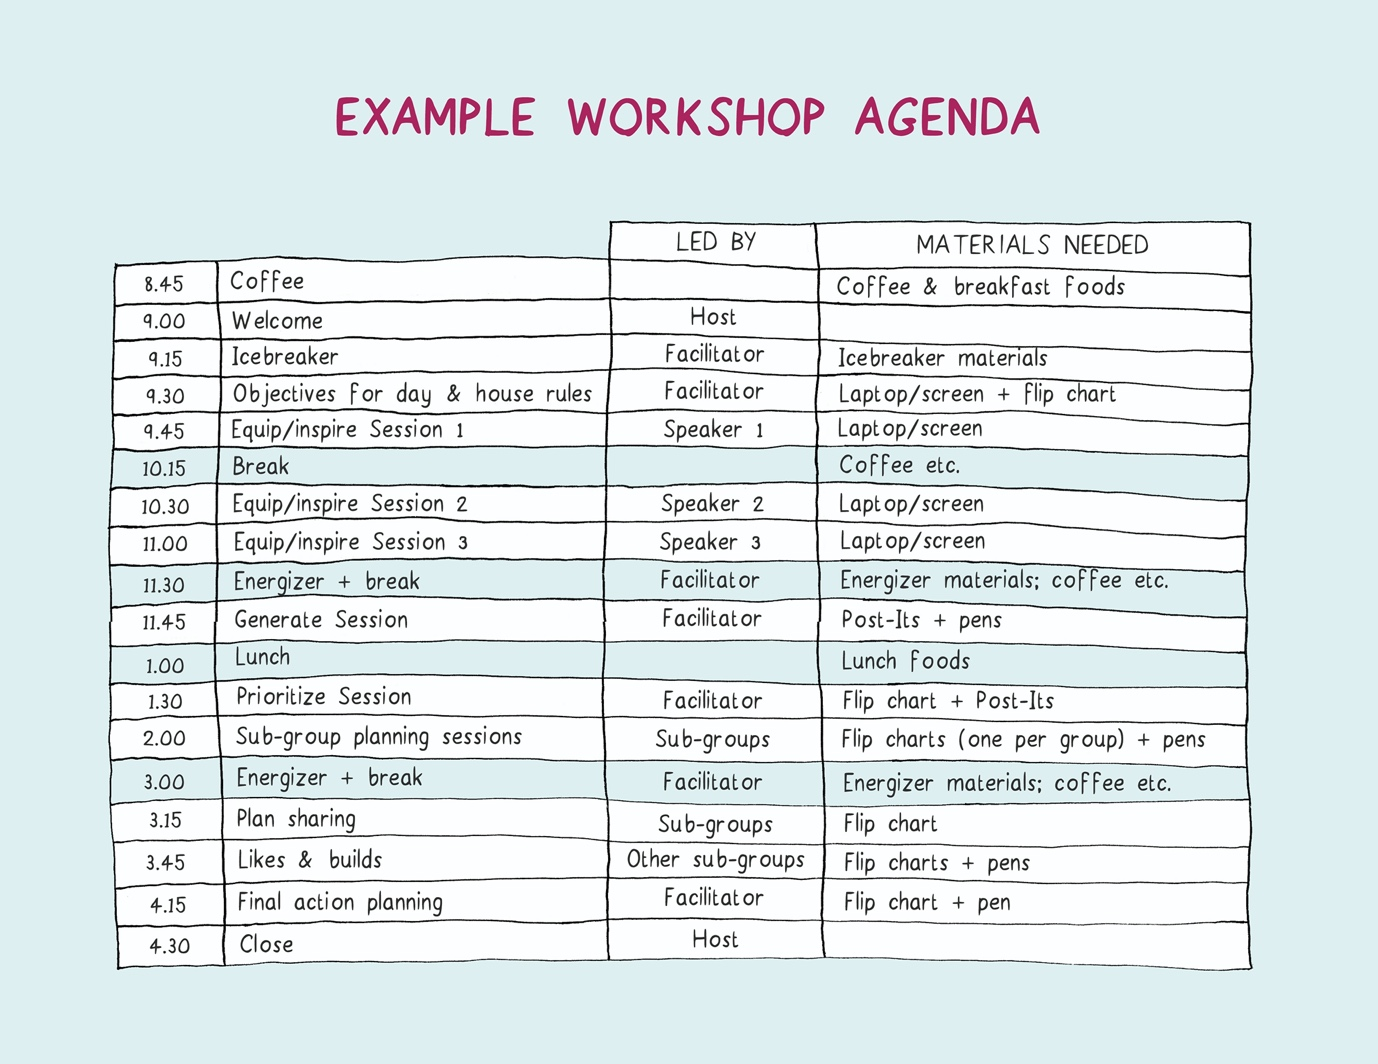 EXAMPLE WORKSHOP AGENDA
LED BY MATERIALS NEEDED
8.45 Coffee Coffee & breakfast foods
9.00 Welcome Host
9.15 Icebreaker Facilitator Icebreaker materials
9.30 Objectives for day & house rules Facilitator Laptop/screen + flip chart
9.45 Equip/inspire Session 1 Speaker 1 Laptop/screen
10.15 Break Coffee etc.
10.30 Equip/inspire Session 2 Speaker 2 Laptop/screen
11.00 Equip/inspire Session 3 Speaker 3 Laptop/screen
11.30 Energizer + break Facilitator Energizer materials; coffee etc.
11.45 Generate Session Facilitator Post-Its + pens
1.00 Lunch Lunch foods
1.30 Prioritize Session Facilitator Flip chart + Post-Its
2.00 Sub-group planning sessions Sub-groups Flip charts (one per group) + pens
3.00 Energizer + break Facilitator Energizer materials; coffee etc.
3.15 Plan sharing Sub-groups Flip chart
3.45 Likes & builds Other sub-groups Flip charts + pens
4.15 Final action planning Facilitator Flip chart + pen
4.30 Close Host